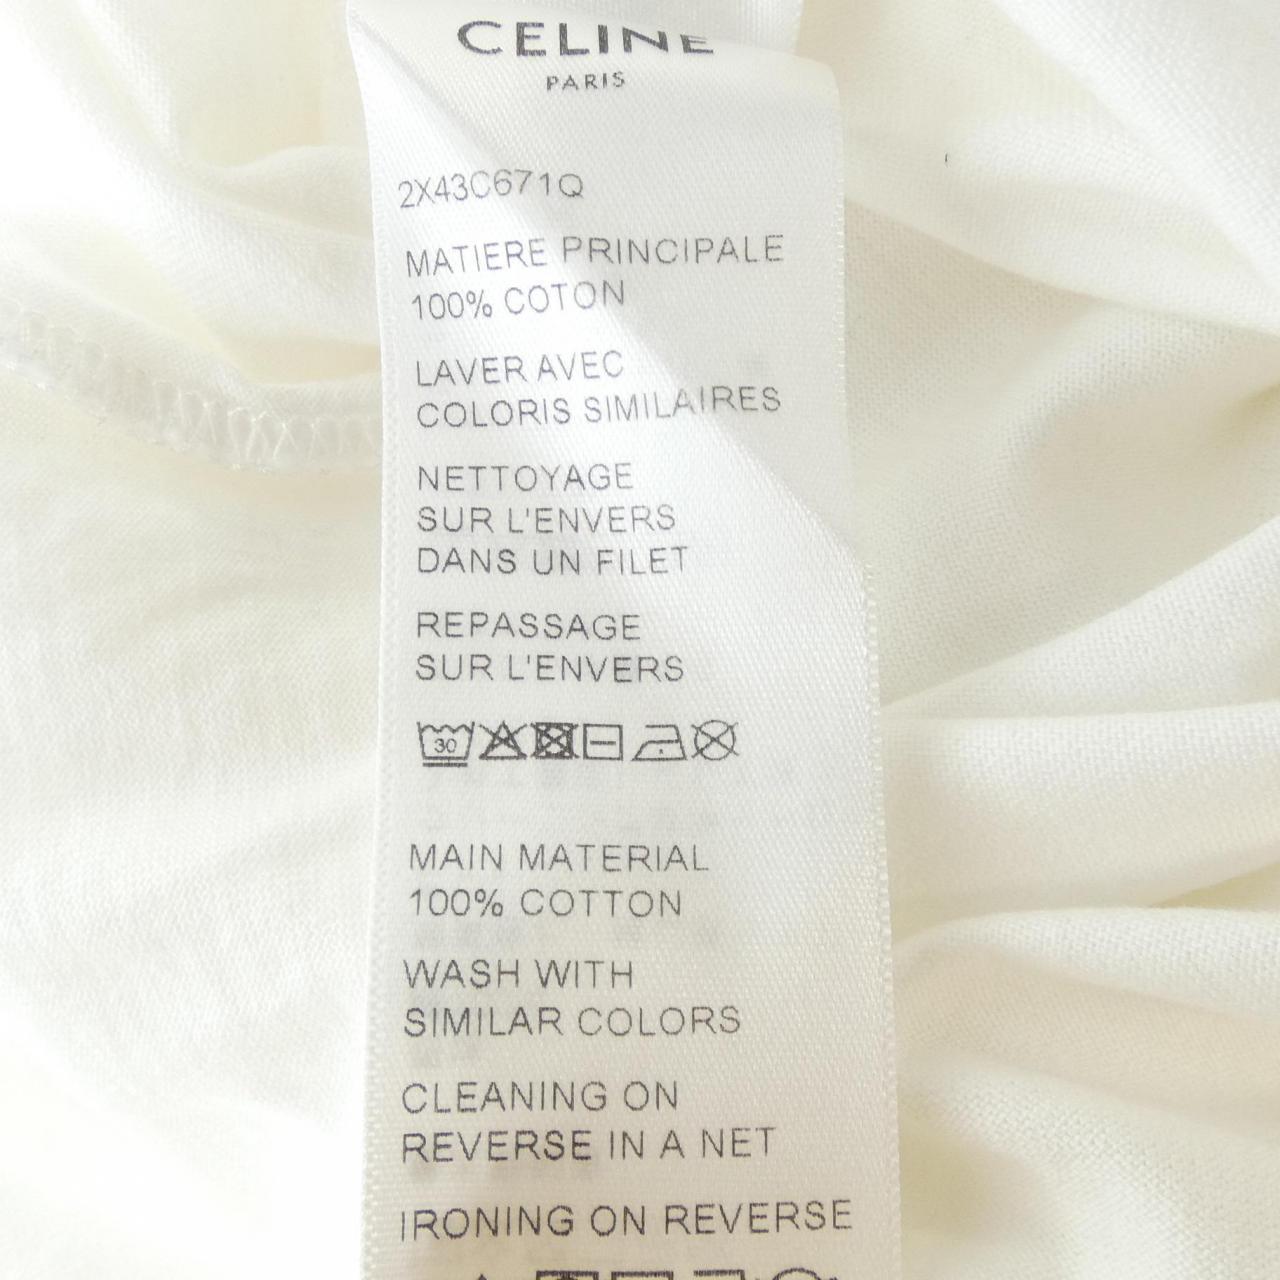 CELINE
PARIS
2X43C671Q
MATIERE PRINCIPALE
100% COTON
LAVER AVEC
COLORIS SIMILAIRES
NETTOYAGE
SUR L'ENVERS
DANS UN FILET
REPASSAGE
SUR L'ENVERS
30
MAIN MATERIAL
100% COTTON
WASH WITH
SIMILAR COLORS
CLEANING ON
REVERSE IN A NET
IRONING ON REVERSE